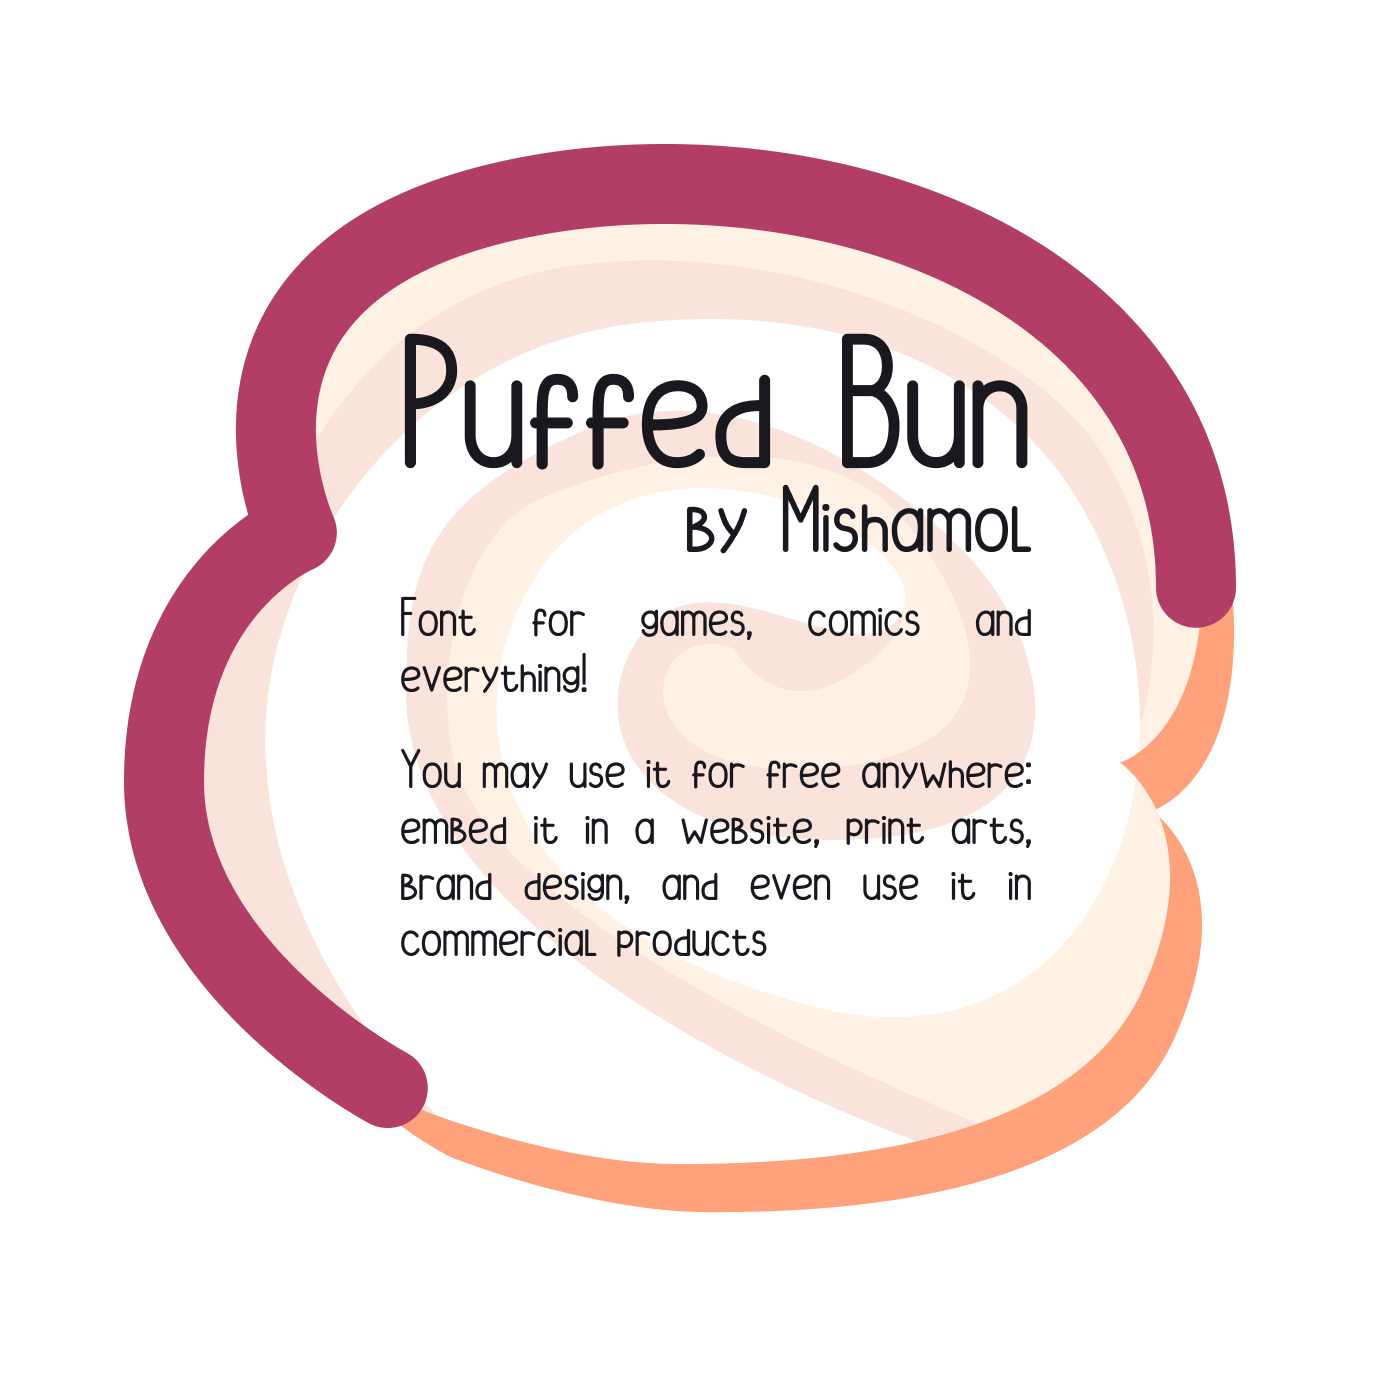 Puffed Bun
by Mishamol
Font for games, comics and
everything!
You may use it for free anywhere:
embed it in a website, print arts,
brand design, and even use it in
commercial products